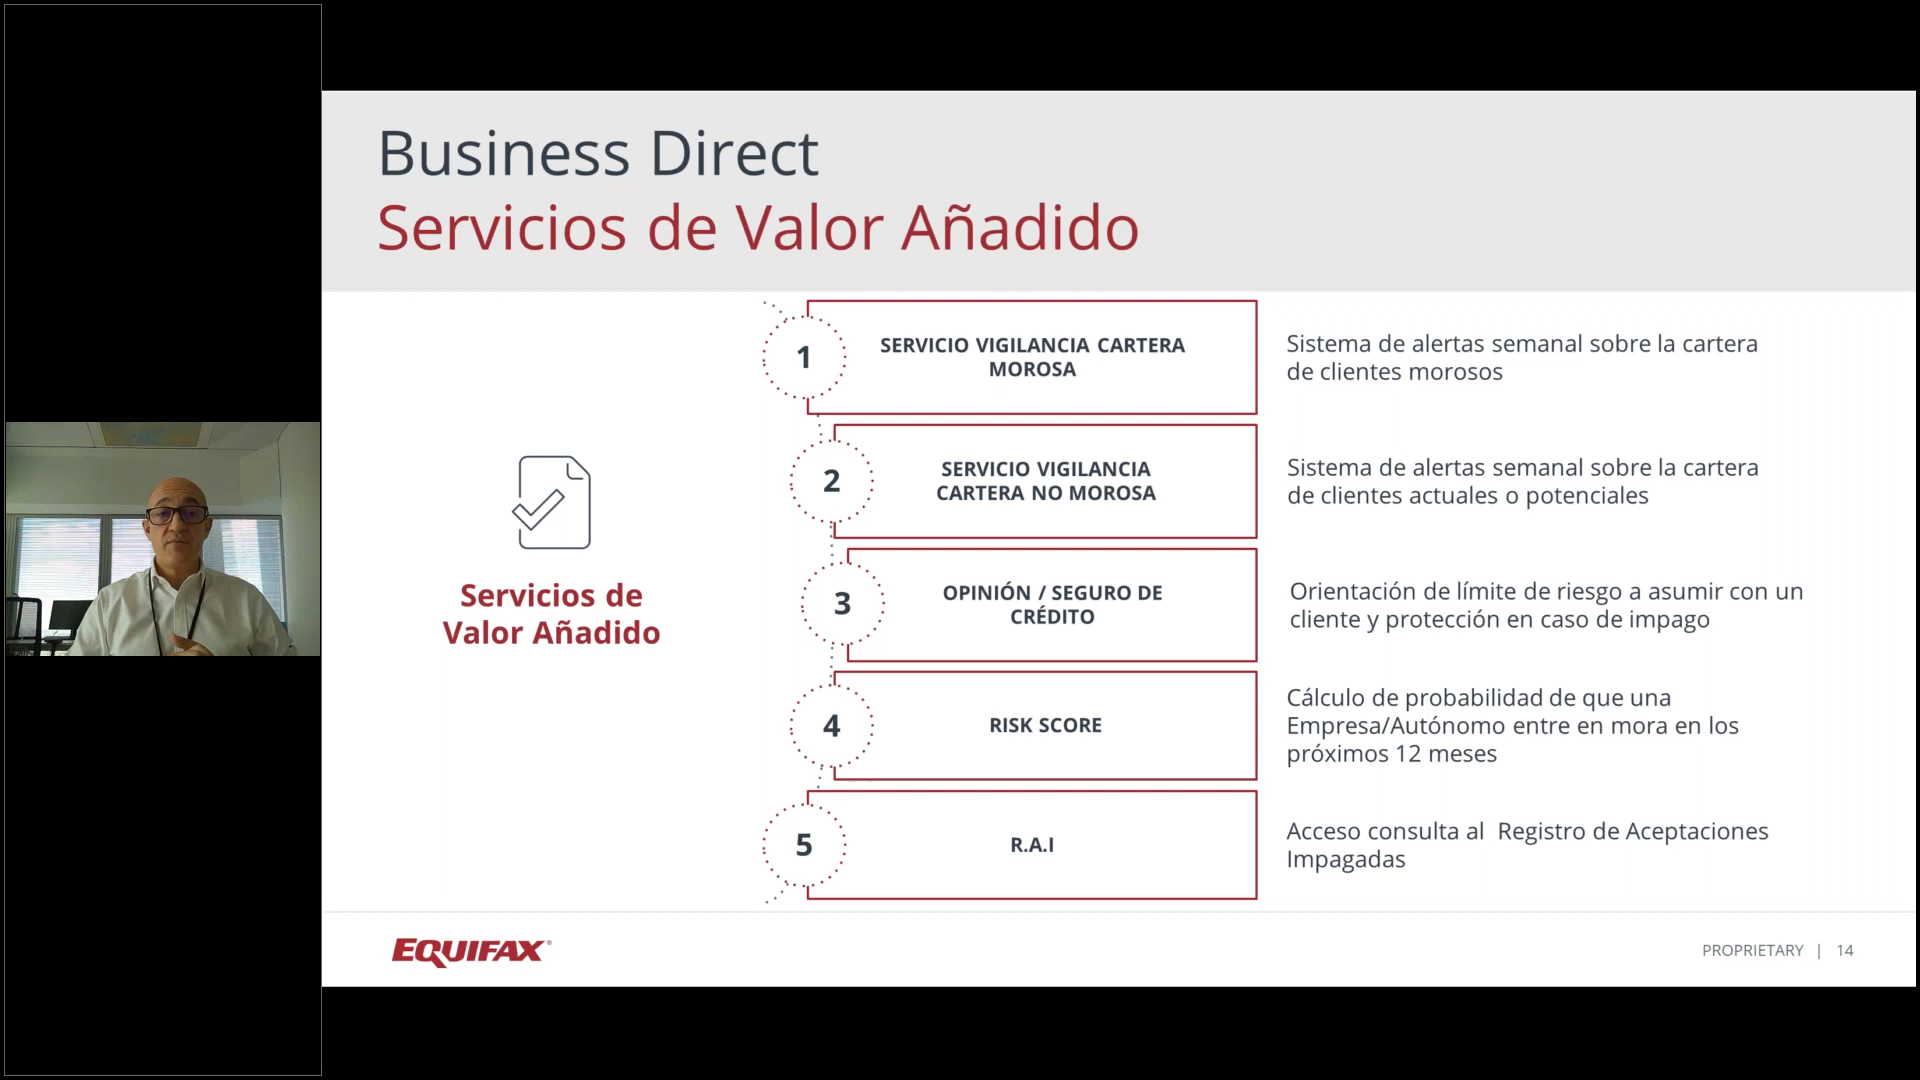 Business Direct
Servicios de Valor Añadido
Servicios de
Valor Añadido
1
SERVICIO VIGILANCIA CARTERA
MOROSA
Sistema de alertas semanal sobre la cartera
de clientes morosos
2
SERVICIO VIGILANCIA
CARTERA NO MOROSA
Sistema de alertas semanal sobre la cartera
de clientes actuales o potenciales
3
OPINIÓN / SEGURO DE
CRÉDITO
Orientación de límite de riesgo a asumir con un
cliente y protección en caso de impago
4
RISK SCORE
Cálculo de probabilidad de que una
Empresa/Autónomo entre en mora en los
próximos 12 meses
5
R.A.I
Acceso consulta al  Registro de Aceptaciones
Impagadas
EQUIFAX®
PROPRIETARY | 14